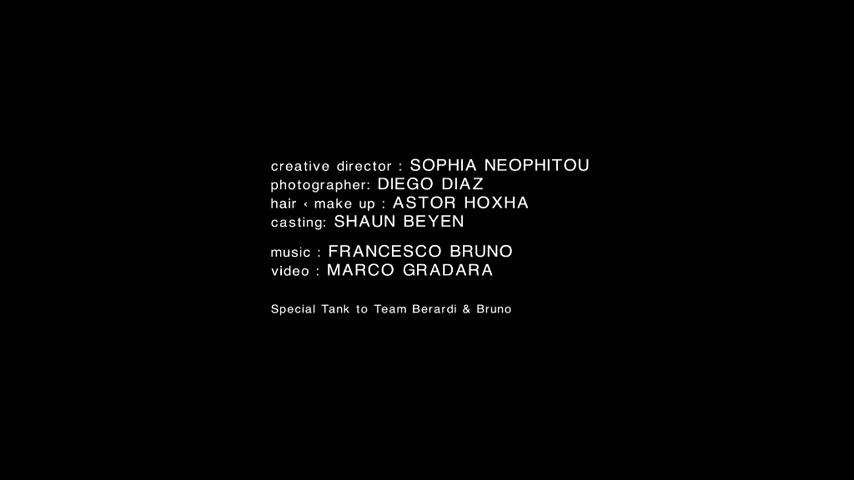 creative director : SOPHIA NEOPHITOU
photographer: DIEGO DIAZ
hair ‹ make up : ASTOR HOXHA
casting: SHAUN BEYEN
music : FRANCESCO BRUNO
video : MARCO GRADARA
Special Tank to Team Berardi & Bruno